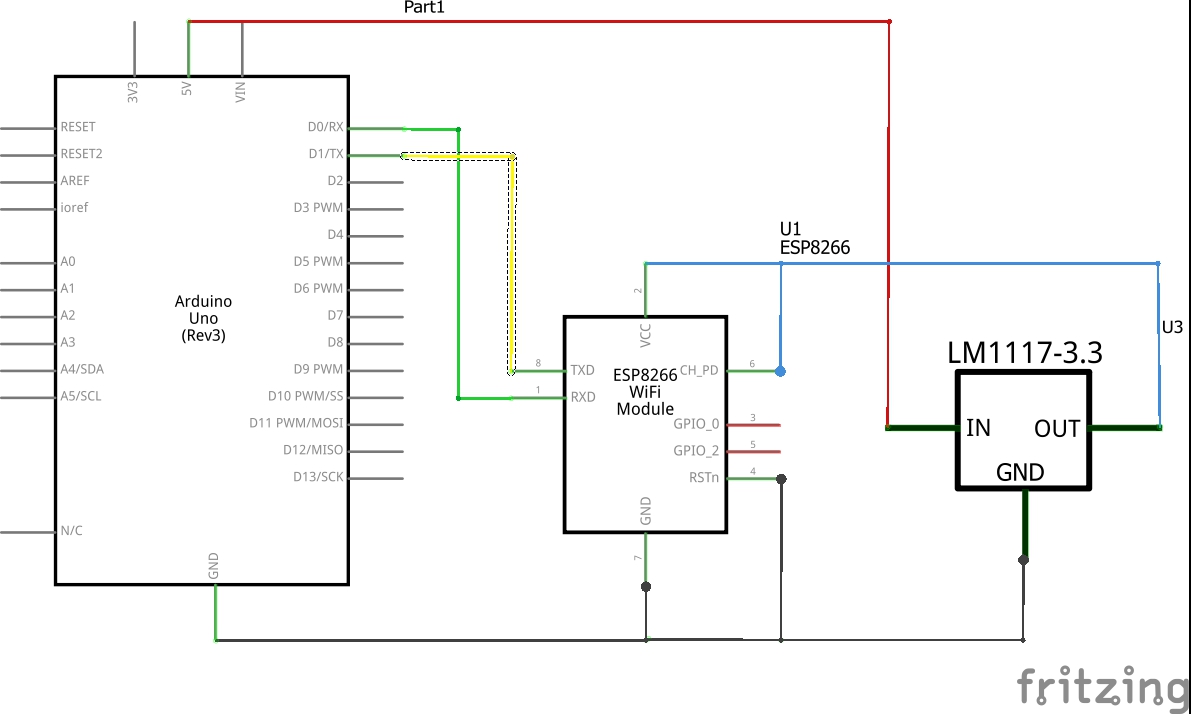 Part1
3V3
5V
VIN
RESET
RESET2
AREF
ioref
A0
A1
A2
A3
A4/SDA
A5/SCL
N/C
Arduino
Uno
(Rev3)
D0/RX
D1/TX
D2
D3 PWM
D4
D5 PWM
D6 PWM
D7
D8
D9 PWM
D10 PWM/SS
D11 PWM/MOSI
D12/MISO
D13/SCK
GND
U1
ESP8266
2
VCC
8
TXD
1
RXD
ESP8266
WiFi
Module
CH_PD
6
GPIO_0
3
GPIO_2
5
RSTn
4
GND
7
U3
LM1117-3.3
IN
OUT
GND
fritzing